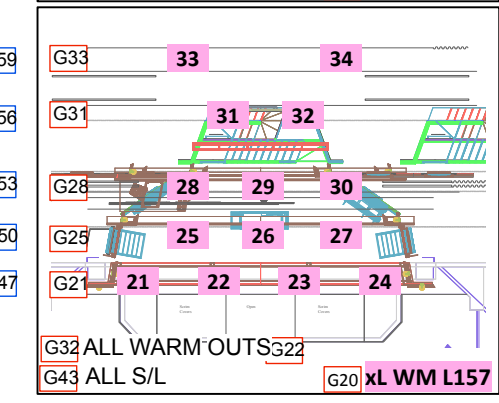 59 G33 33 34
56 G31 31 32
53 G28 28 29 30
50 G25 25 26 27
47 G21 21 22 23 24
G32 ALL WARM OUTS G22
G43 ALL S/L G20 xL WM L157